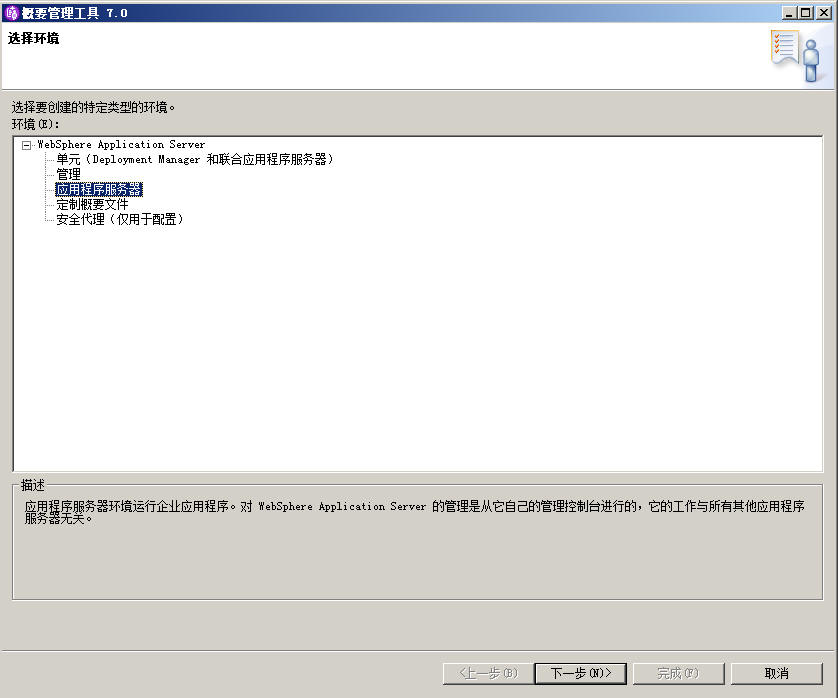 概要管理工具 7.0
选择环境
选择要创建的特定类型的环境。
环境(E):
WebSphere Application Server
单元（Deployment Manager 和联合应用程序服务器）
管理
应用程序服务器
定制概要文件
安全代理（仅用于配置）
描述
应用程序服务器环境运行企业应用程序。对 WebSphere Application Server 的管理是从它自己的管理控制台进行的，它的工作与所有其他应用程序
服务器无关。
<上一步(B) 下一步(N)> 完成(F) 取消